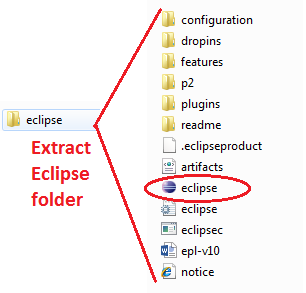 eclipse
Extract
Eclipse
folder
configuration
dropins
features
p2
plugins
readme
.eclipseproduct
artifacts
eclipse
eclipse
eclipsec
epl-v10
notice